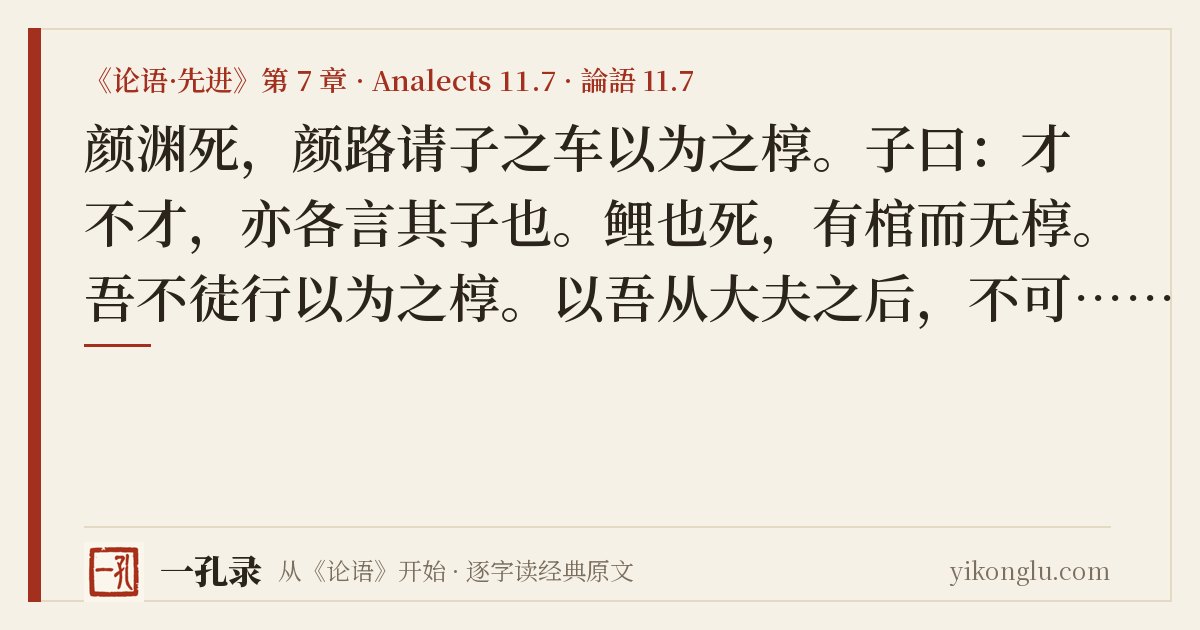 《论语·先进》第 7 章 · Analects 11.7 · 論語 11.7
颜渊死，颜路请子之车以为之椁。子曰：才
不才，亦各言其子也。鲤也死，有棺而无椁。
吾不徒行以为之椁。以吾从大夫之后，不可……
一孔
一孔录 从《论语》开始 · 逐字读经典原文 yikonglu.com